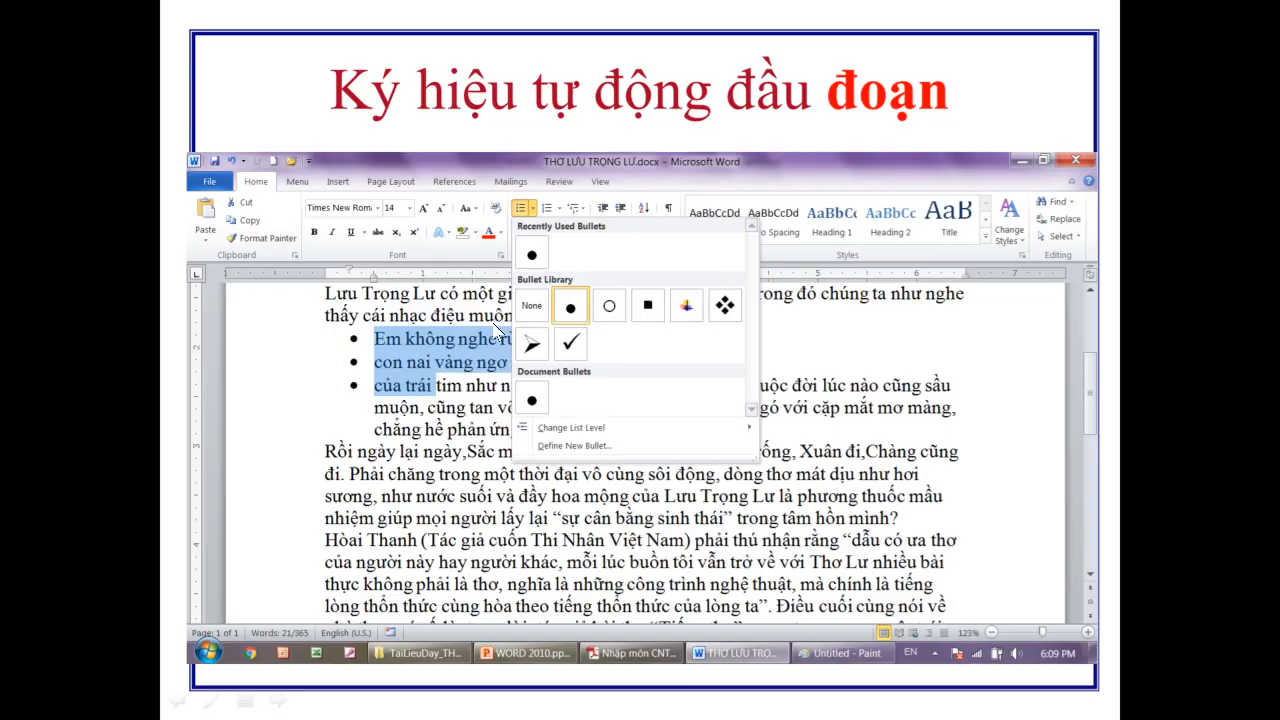 Ký hiệu tự động đầu đoạn
THƠ LƯU TRỌNG LƯ.docx - Microsoft Word
File Home Menu Insert Page Layout References Mailings Review View
Paste
Cut
Copy
Format Painter
Times New Rom 14
AaBbCcDd AaBbCcDd AaBbCc AaBbCc AaB
Spacing Heading 1 Heading 2 Title
Change Styles
Find
Replace
Select
Clipboard Font Styles Editing
Recently Used Bullets
Bullet Library
None
Document Bullets
Change List Level
Define New Bullet...
Lưu Trọng Lư có một rong đó chúng ta như nghe
thấy cái nhạc điệu muôn
Em không nghe
con nai vàng ngơ
của trái tim như uộc đời lúc nào cũng sầu
muộn, cũng tan gó với cặp mắt mơ màng,
chẳng hề phản ứng
Rồi ngày lại ngày,Sắc Xuân đi,Chàng cũng
đi. Phải chăng trong một thời đại vô cùng sôi động, dòng thơ mát dịu như hơi
sương, như nước suối và đầy hoa mộng của Lưu Trọng Lư là phương thuốc mầu
nhiệm giúp mọi người lấy lại “sự cân bằng sinh thái” trong tâm hồn mình?
Hòai Thanh (Tác giả cuốn Thi Nhân Việt Nam) phải thú nhận rằng “dẫu có ưa thơ
của người này hay người khác, mỗi lúc buồn tôi vẫn trở về với Thơ Lư nhiều bài
thực không phải là thơ, nghĩa là những công trình nghệ thuật, mà chính là tiếng
lòng thổn thức cùng hòa theo tiếng thổn thức của lòng ta”. Điều cuối cùng nói về
Page: 1 of 1 Words: 21/365 English (U.S.) 123%
TaiLieuDay_TH... WORD 2010.pp... Nhập môn CNT... THƠ LƯU TRỌ... Untitled - Paint EN 6:09 PM